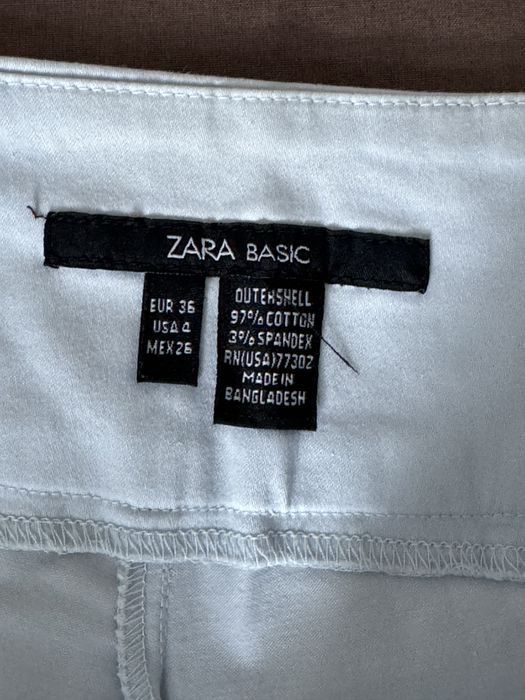 ZARA BASIC
EUR 36
USA 4
MEX 26
OUTERSHELL
97% COTTON
3% SPANDEX
RN(USA)77302
MADE IN
BANGLADESH